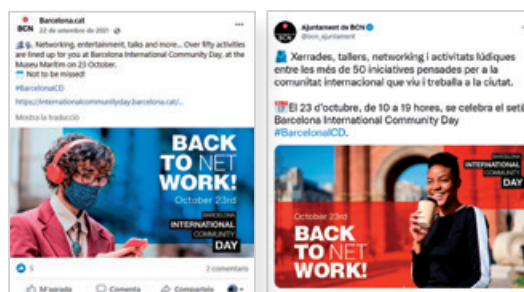 Barcelona.cat
BCN
22 de setembre de 2021
Networking, entertainment, talks and more... Over fifty activities
are lined up for you at Barcelona International Community Day, at the
Museu Marítim on 23 October.
Not to be missed!
#BarcelonaICD
https://internationalcommunityday.barcelona.cat/...
Mostra la traducció
BACK
TO NET
WORK!
October 23rd
BARCELONA
INTERNATIONAL
COMMUNITY
DAY
5
2 comentaris
M'agrada
Comenta
Comparteix
Ajuntament de BCN
BCN
@bcn_ajuntament
Xerrades, tallers, networking i activitats lúdiques
entre les més de 50 iniciatives pensades per a la
comunitat internacional que viu i treballa a la ciutat.
El 23 d'octubre, de 10 a 19 hores, se celebra el setè
Barcelona International Community Day
#BarcelonaICD.
BARCELONA
INTERNATIONAL
COMMUNITY
DAY
October 23rd
BACK
TO NET
WORK!